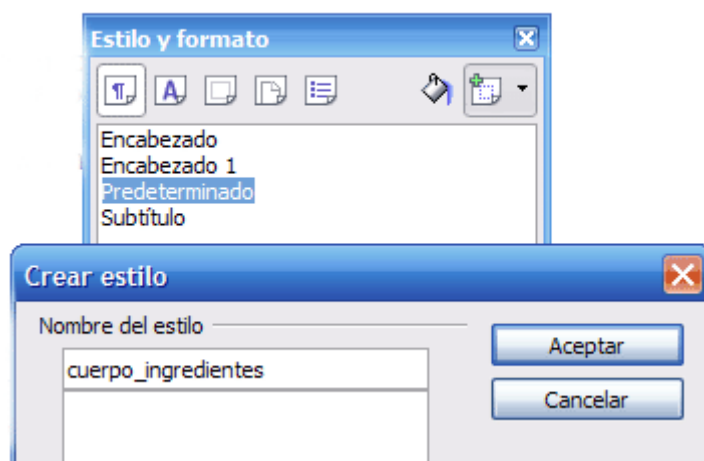 Estilo y formato
Encabezado
Encabezado 1
Predeterminado
Subtítulo
Crear estilo
Nombre del estilo
cuerpo_ingredientes
Aceptar
Cancelar